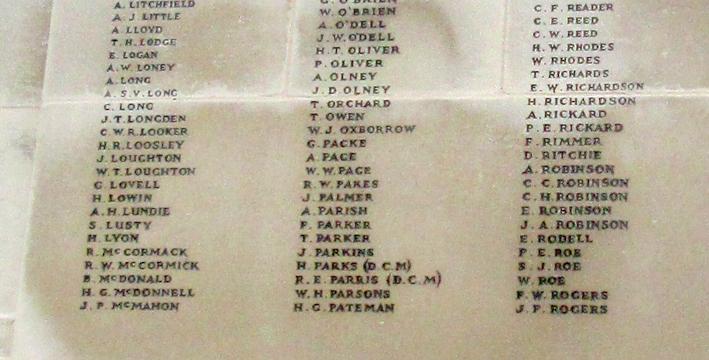 A. LITCHFIELD
A. J. LITTLE
A. LLOYD
T. H. LODGE
E. LOGAN
A. W. LONEY
A. LONG
A. S. V. LONG
C. LONG
J. T. LONGDEN
C. W. R. LOOKER
H. R. LOOSLEY
J. LOUGHTON
W. T. LOUGHTON
G. LOVELL
H. LOWIN
A. H. LUNDIE
S. LUSTY
H. LYON
R. McCORMACK
R. W. McCORMICK
B. McDONALD
H. G. McDONNELL
J. P. McMAHON
O'BRIEN
W. O'BRIEN
A. O'DELL
J. W. O'DELL
H. T. OLIVER
P. OLIVER
A. OLNEY
J. D. OLNEY
T. ORCHARD
T. OWEN
W. J. OXBORROW
G. PACKE
A. PAGE
W. W. PAGE
R. W. PAKES
J. PALMER
A. PARISH
F. PARKER
T. PARKER
J. PARKINS
H. PARKS (D.C.M)
R. E. PARRIS (D.C.M)
W. H. PARSONS
H. G. PATEMAN
C. F. READER
G. E. REED
C. W. REED
H. W. RHODES
W. RHODES
T. RICHARDS
E. W. RICHARDSON
H. RICHARDSON
A. RICKARD
P. E. RICKARD
F. RIMMER
D. RITCHIE
A. ROBINSON
C. C. ROBINSON
C. H. ROBINSON
E. ROBINSON
J. A. ROBINSON
E. RODELL
P. E. ROE
S. J. ROE
W. ROE
F. W. ROGERS
J. F. ROGERS